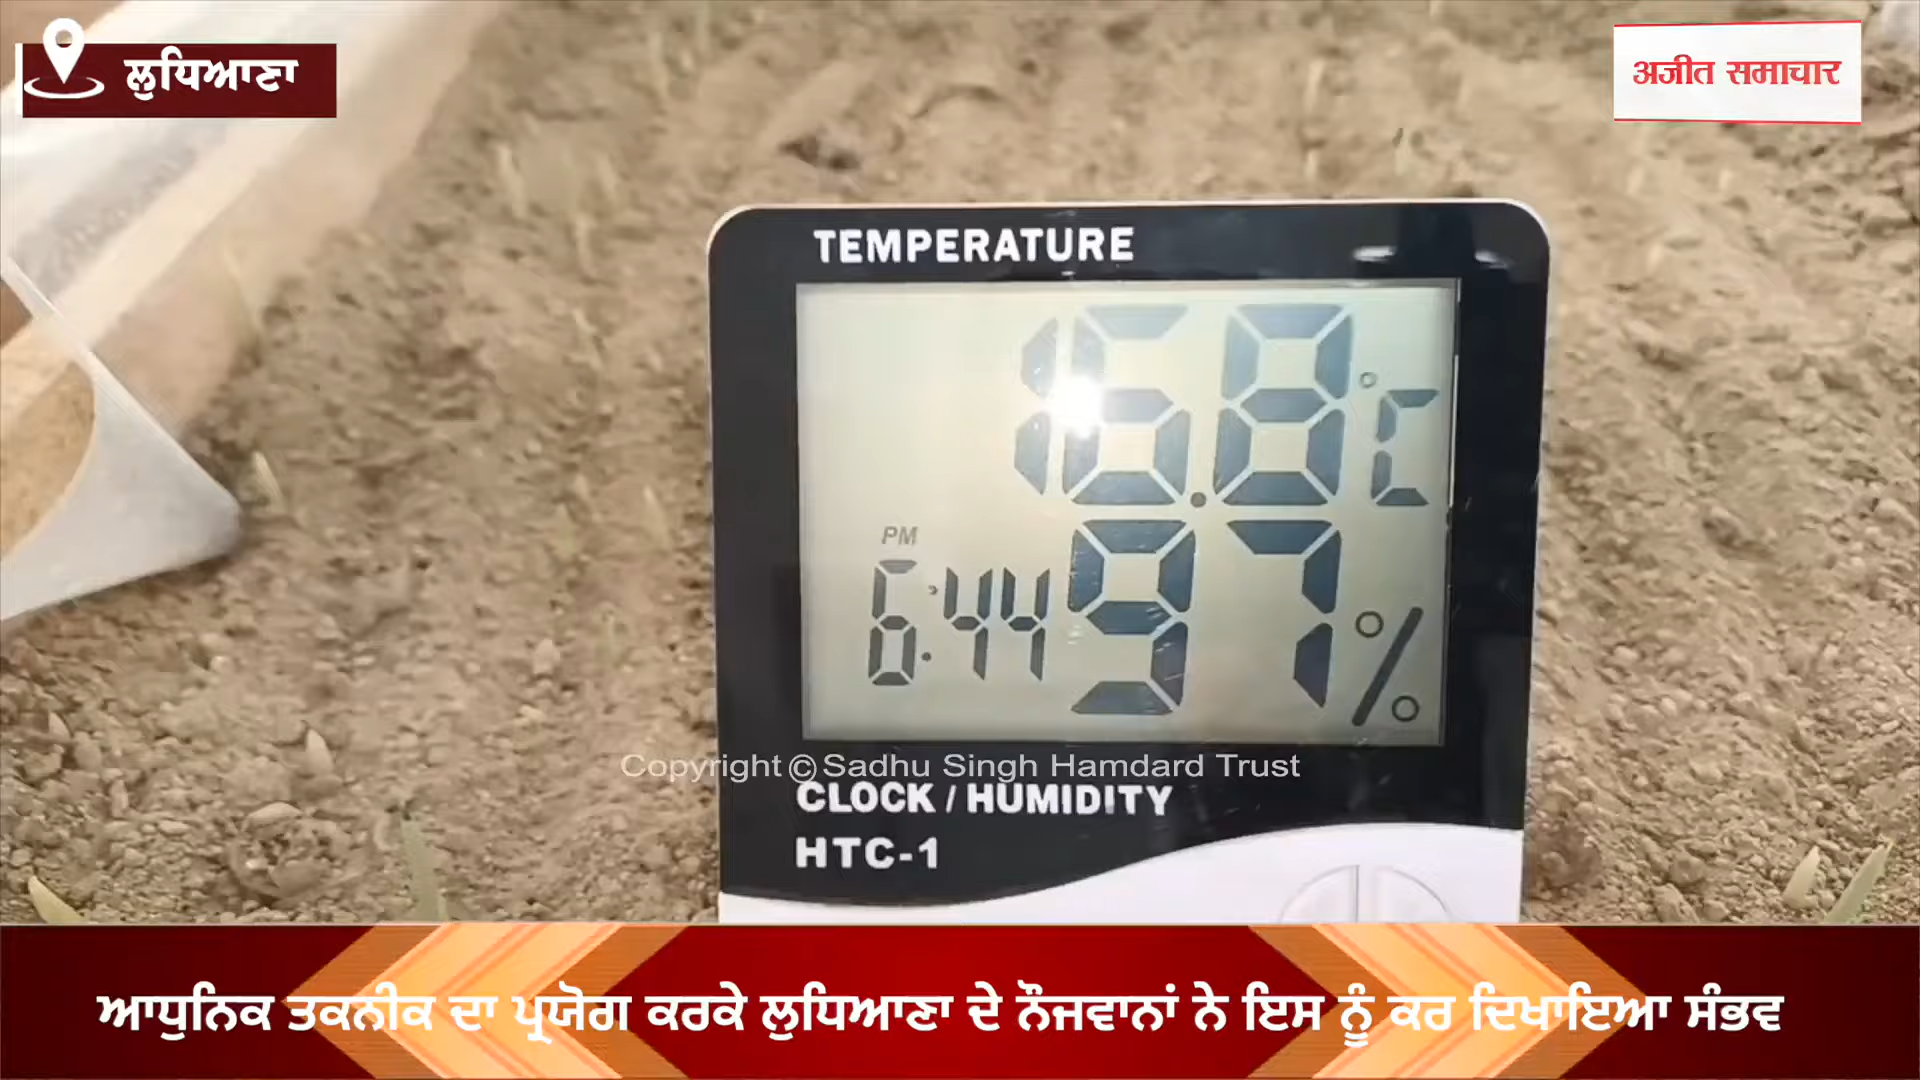 ਲੁਧਿਆਣਾ
अजीत समाचार
TEMPERATURE
16.8 °C
PM
6:44
97%
Copyright © Sadhu Singh Hamdard Trust
CLOCK / HUMIDITY
HTC-1
ਆਧੁਨਿਕ ਤਕਨੀਕ ਦਾ ਪ੍ਰਯੋਗ ਕਰਕੇ ਲੁਧਿਆਣਾ ਦੇ ਨੌਜਵਾਨਾਂ ਨੇ ਇਸ ਨੂੰ ਕਰ ਦਿਖਾਇਆ ਸੰਭਵ